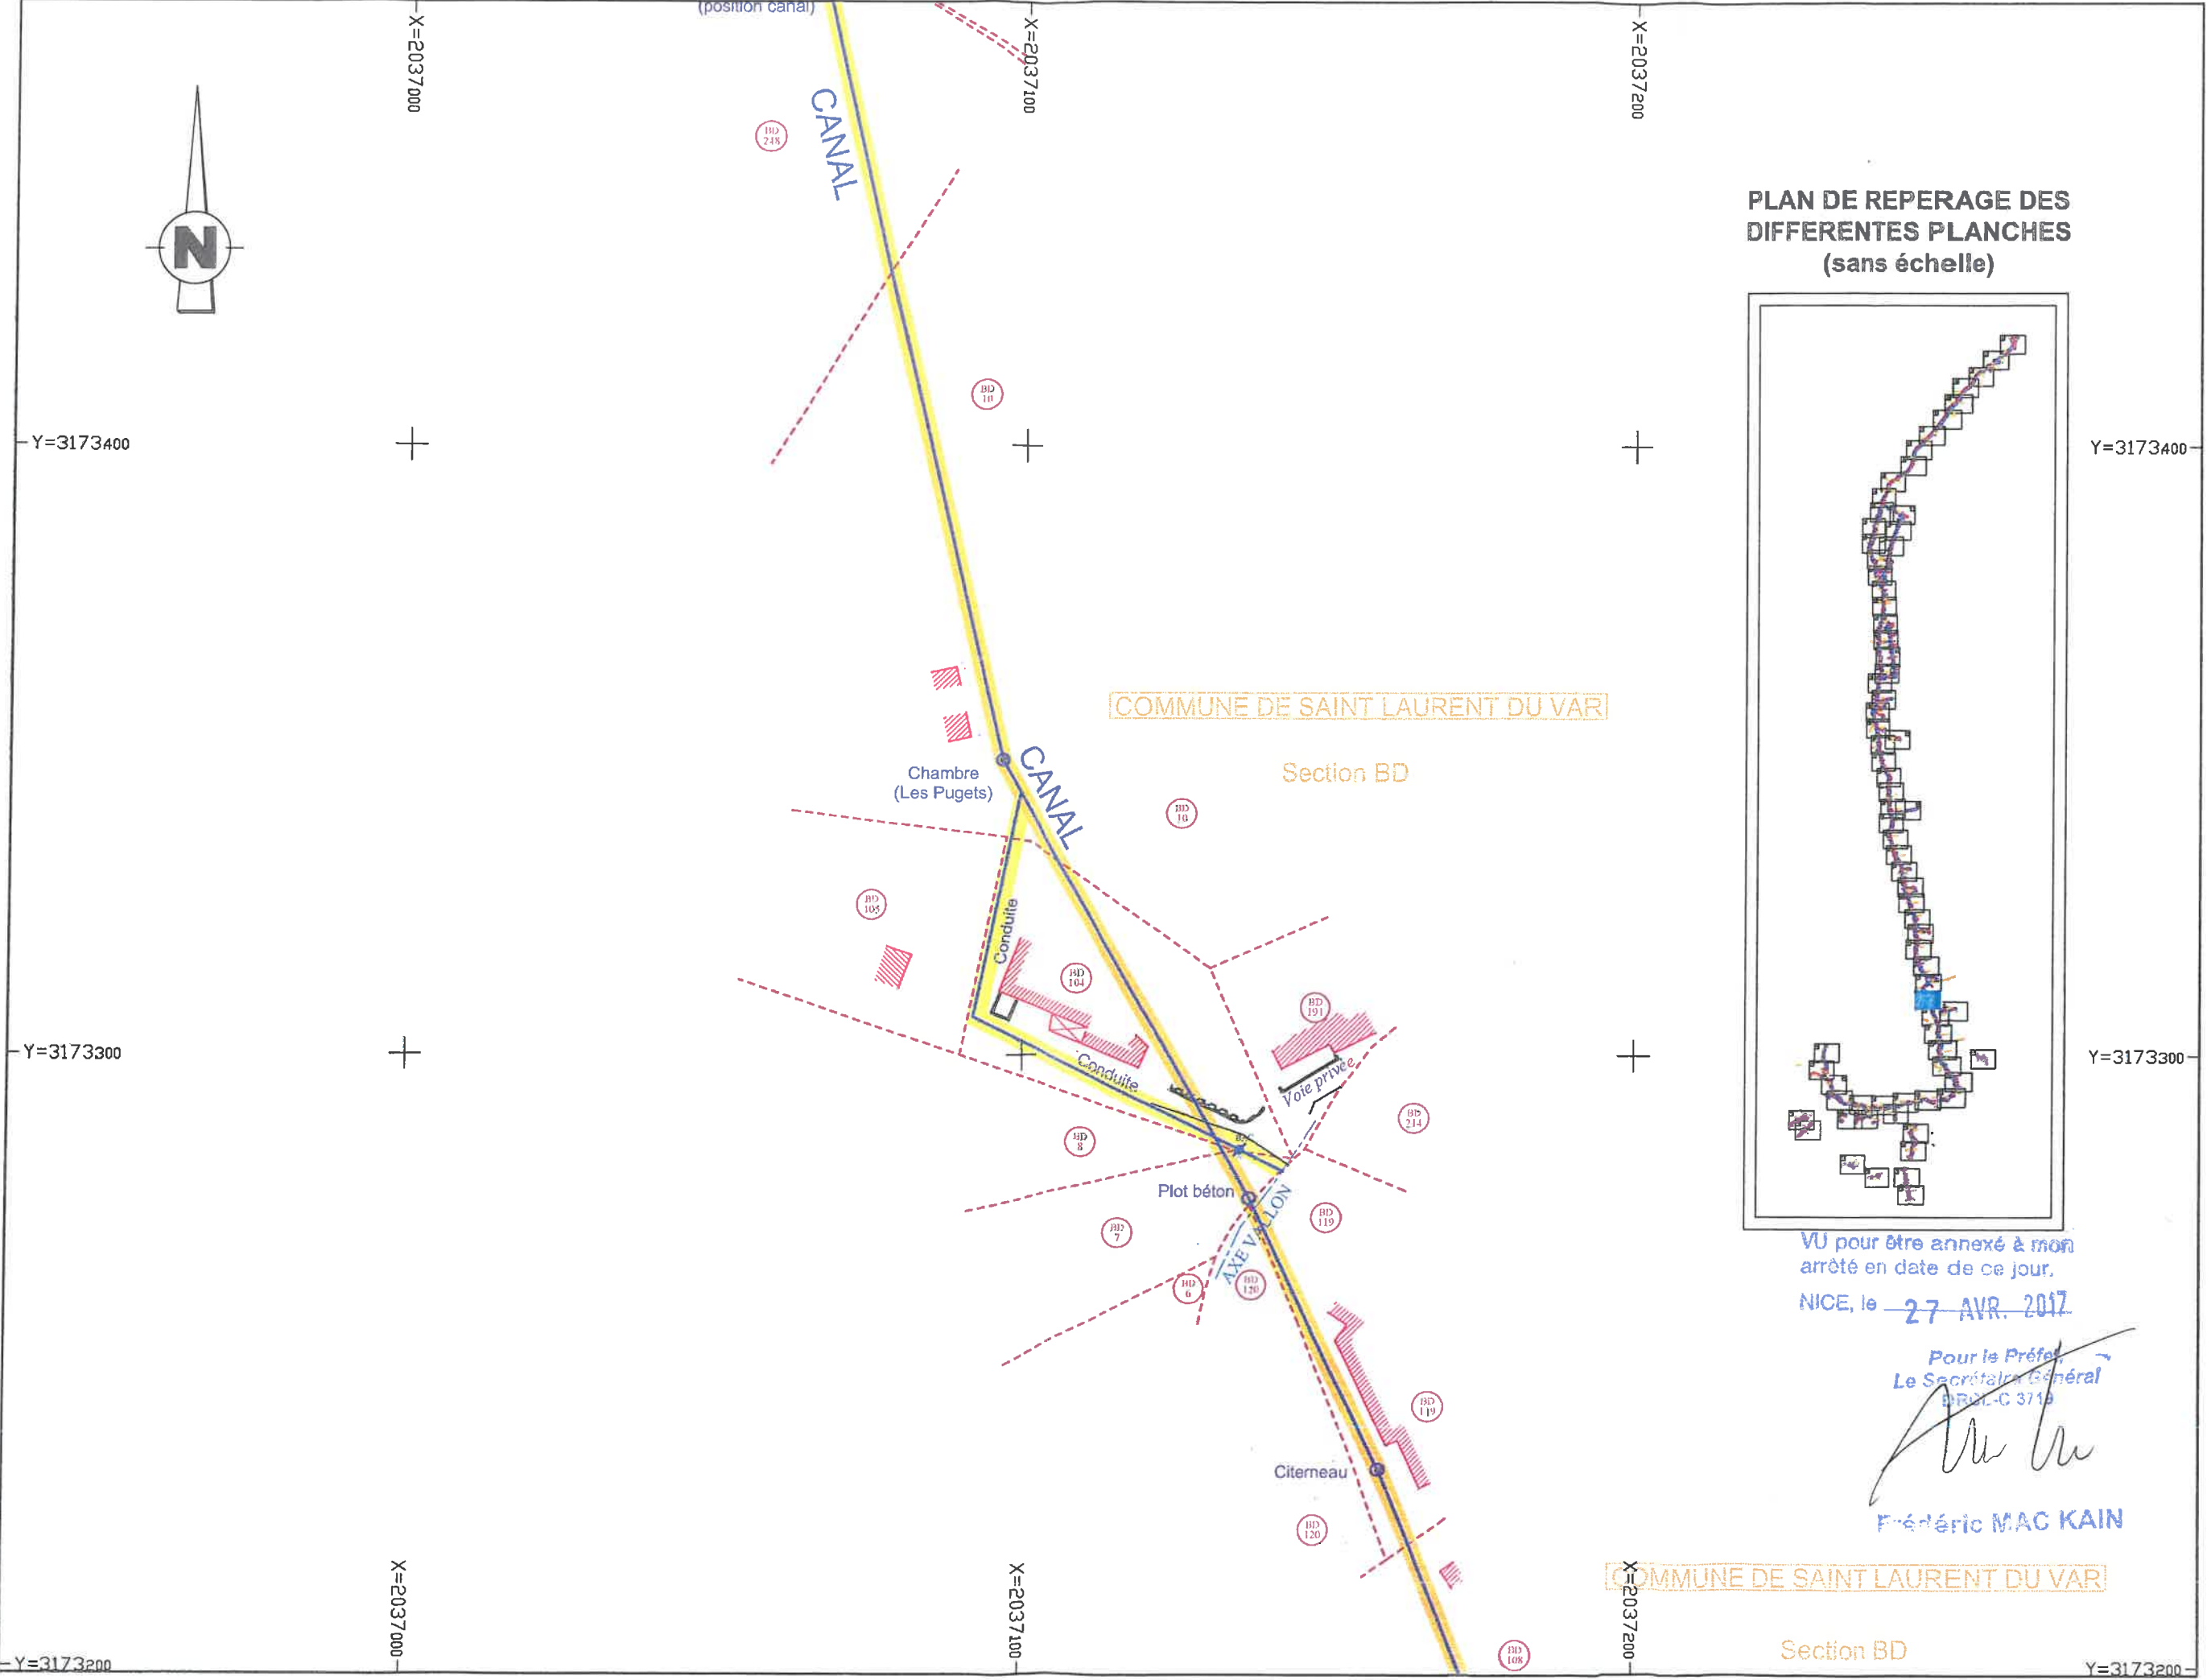 (position canal)
X=2037000
X=2037100
X=2037200
CANAL
BD
248
N
PLAN DE REPERAGE DES
DIFFERENTES PLANCHES
(sans échelle)
BD
10
Y=3173400
Y=3173400
COMMUNE DE SAINT LAURENT DU VAR
Section BD
Chambre
(Les Pugets)
CANAL
BD
10
BD
105
Conduite
BD
104
BD
191
Y=3173300
Y=3173300
Conduite
Voie privée
BD
214
BD
8
Plot béton
AXE VALLON
BD
119
BD
7
BD
6
BD
120
VU pour être annexé à mon
arrêté en date de ce jour,
NICE, le 27 AVR. 2017
Pour le Préfet,
Le Secrétaire Général
DRCL-C 3719
BD
119
Citerneau
BD
120
Frédéric MAC KAIN
X=2037000
X=2037100
X=2037200
COMMUNE DE SAINT LAURENT DU VAR
Section BD
BD
108
Y=3173200
Y=3173200